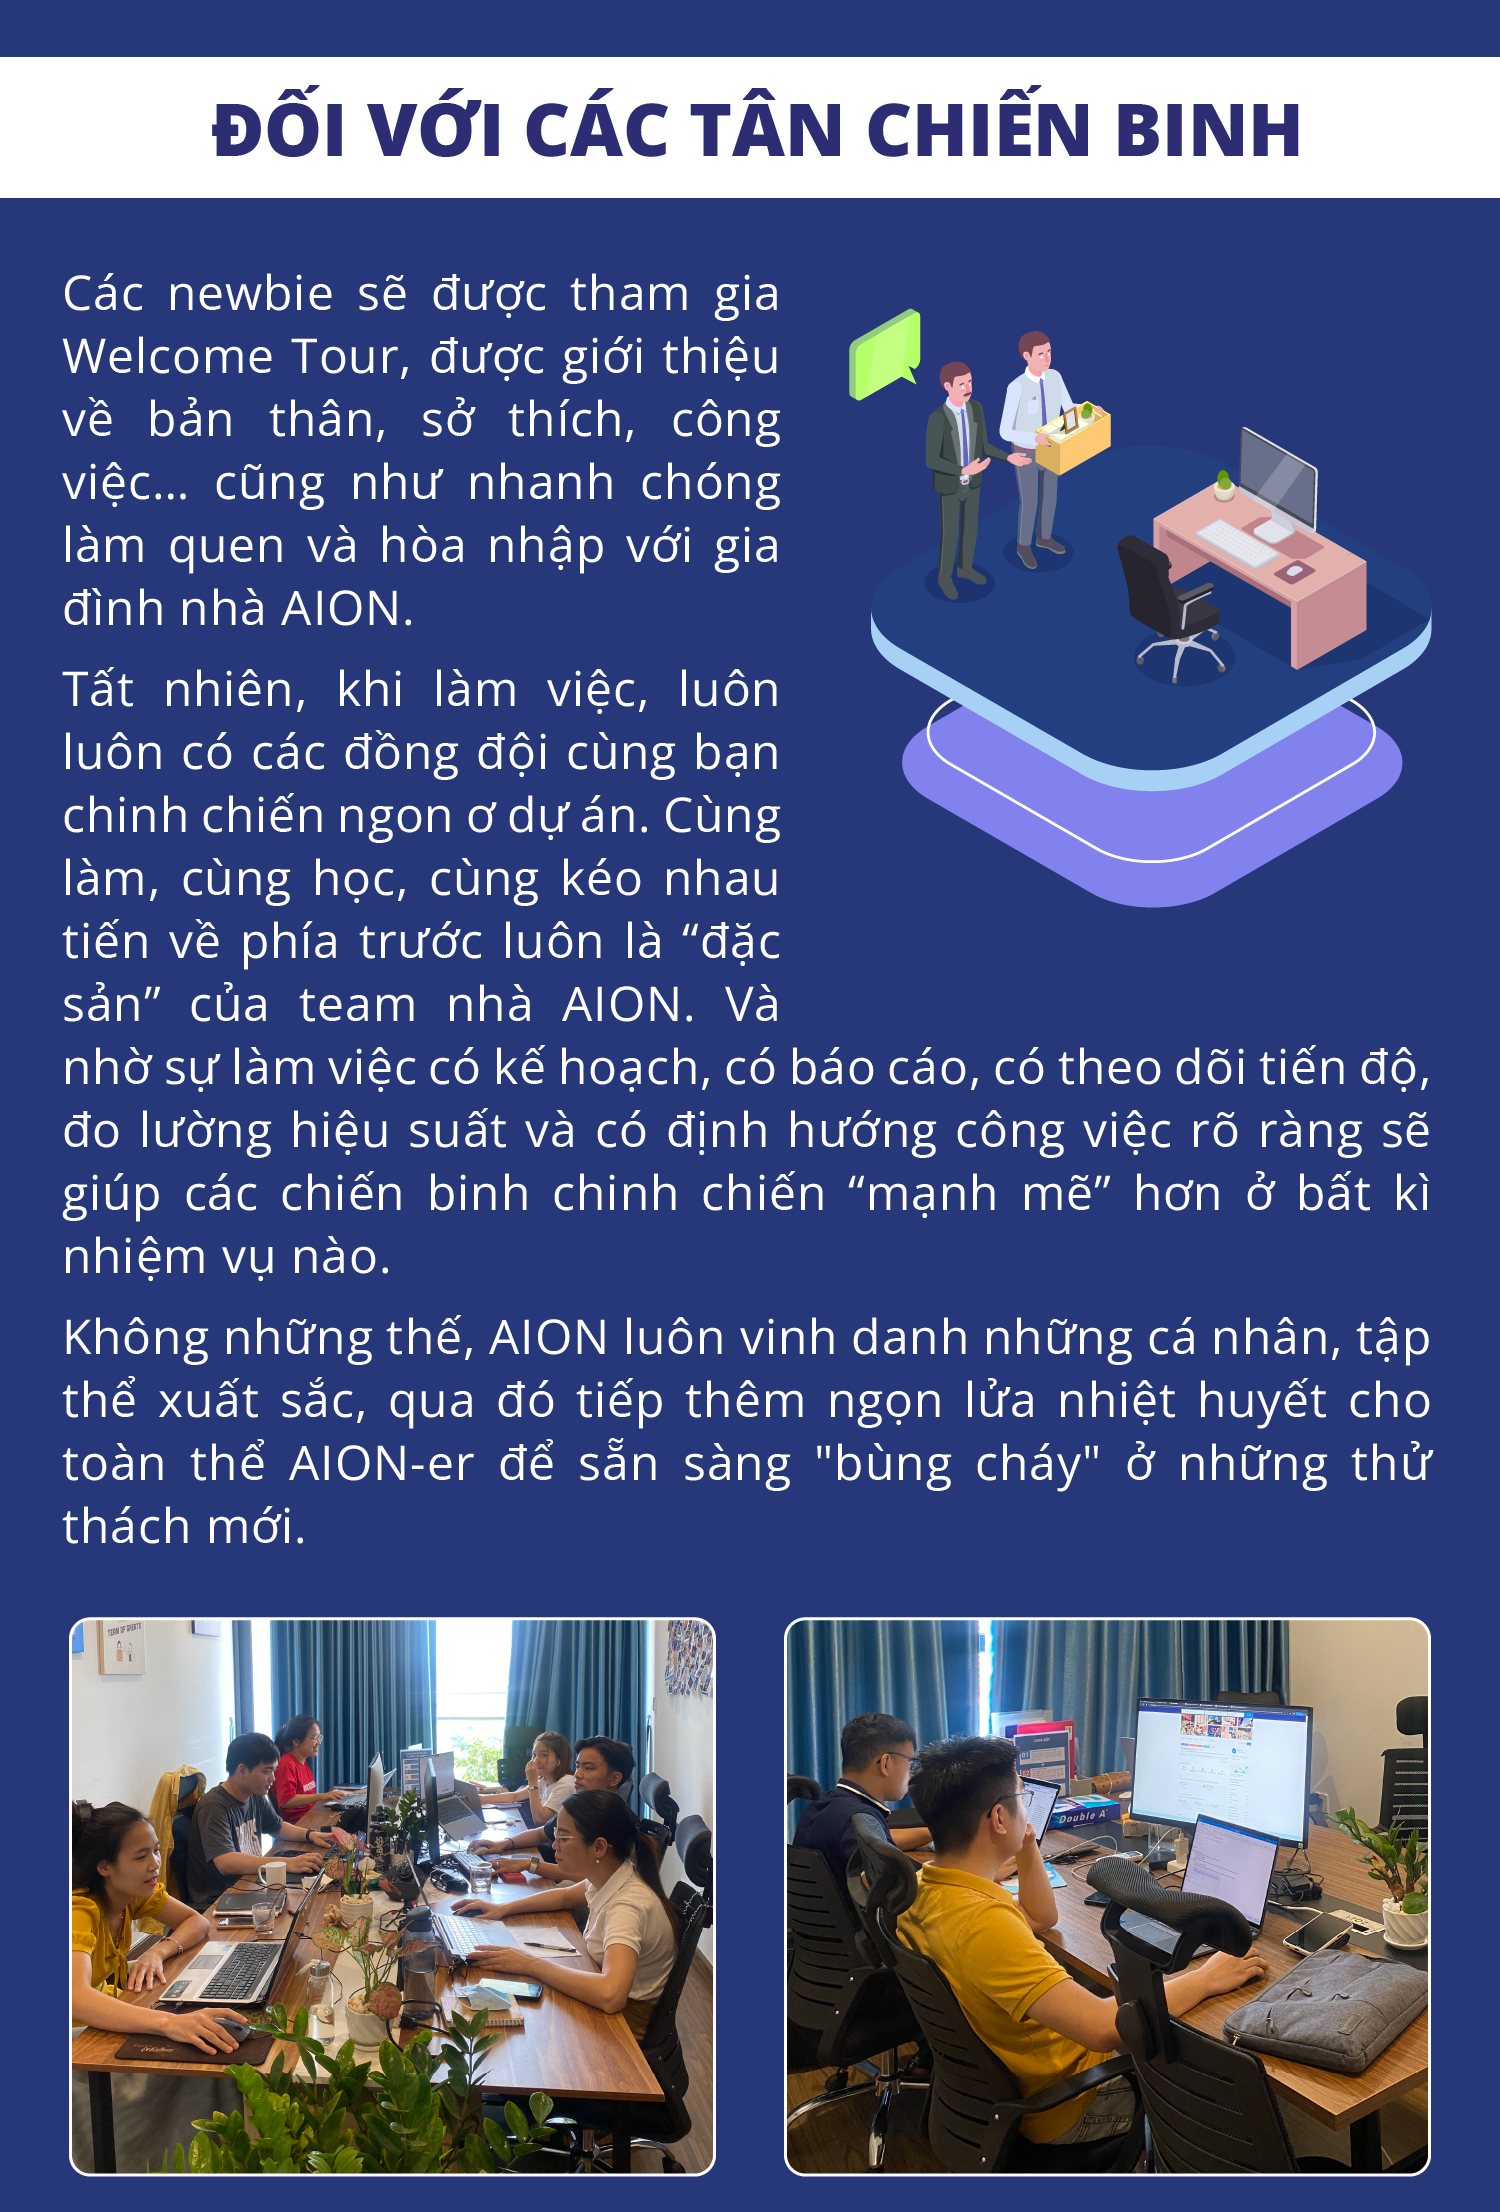 ĐỐI VỚI CÁC TÂN CHIẾN BINH
Các newbie sẽ được tham gia
Welcome Tour, được giới thiệu
về bản thân, sở thích, công
việc... cũng như nhanh chóng
làm quen và hòa nhập với gia
đình nhà AION.
Tất nhiên, khi làm việc, luôn
luôn có các đồng đội cùng bạn
chinh chiến ngon ơ dự án. Cùng
làm, cùng học, cùng kéo nhau
tiến về phía trước luôn là “đặc
sản” của team nhà AION. Và
nhờ sự làm việc có kế hoạch, có báo cáo, có theo dõi tiến độ,
đo lường hiệu suất và có định hướng công việc rõ ràng sẽ
giúp các chiến binh chinh chiến “mạnh mẽ” hơn ở bất kì
nhiệm vụ nào.
Không những thế, AION luôn vinh danh những cá nhân, tập
thể xuất sắc, qua đó tiếp thêm ngọn lửa nhiệt huyết cho
toàn thể AION-er để sẵn sàng "bùng cháy" ở những thử
thách mới.
TEAM OF GREATS
01
02
Double A